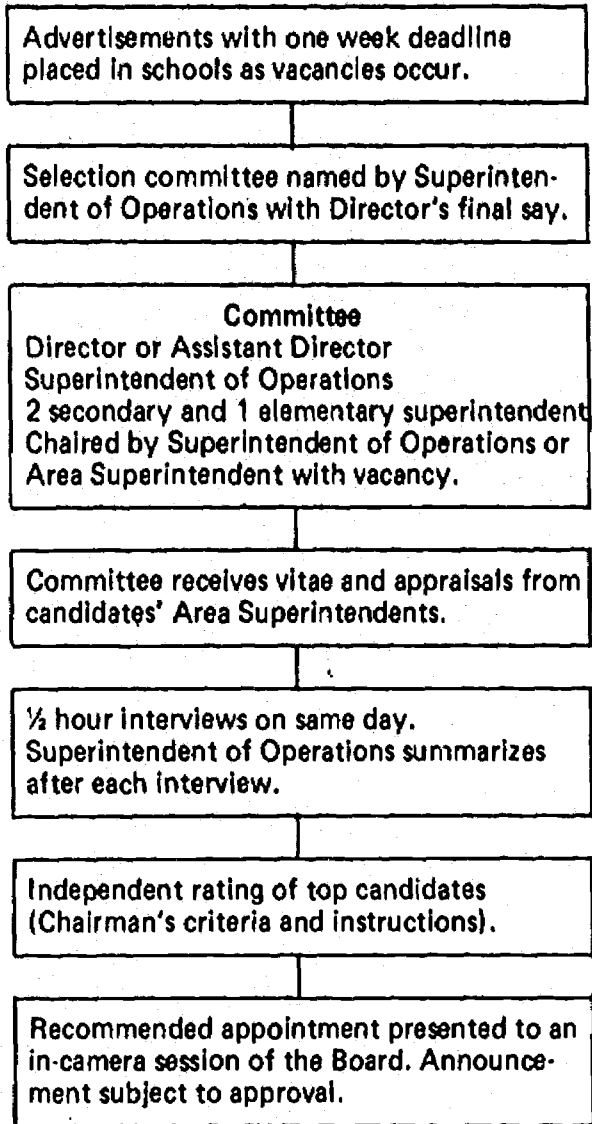 Advertisements with one week deadline
placed in schools as vacancies occur.
Selection committee named by Superinten-
dent of Operations with Director's final say.
Committee
Director or Assistant Director
Superintendent of Operations
2 secondary and 1 elementary superintendent
Chaired by Superintendent of Operations or
Area Superintendent with vacancy.
Committee receives vitae and appraisals from
candidates' Area Superintendents.
½ hour interviews on same day.
Superintendent of Operations summarizes
after each interview.
Independent rating of top candidates
(Chairman's criteria and instructions).
Recommended appointment presented to an
in-camera session of the Board. Announce-
ment subject to approval.